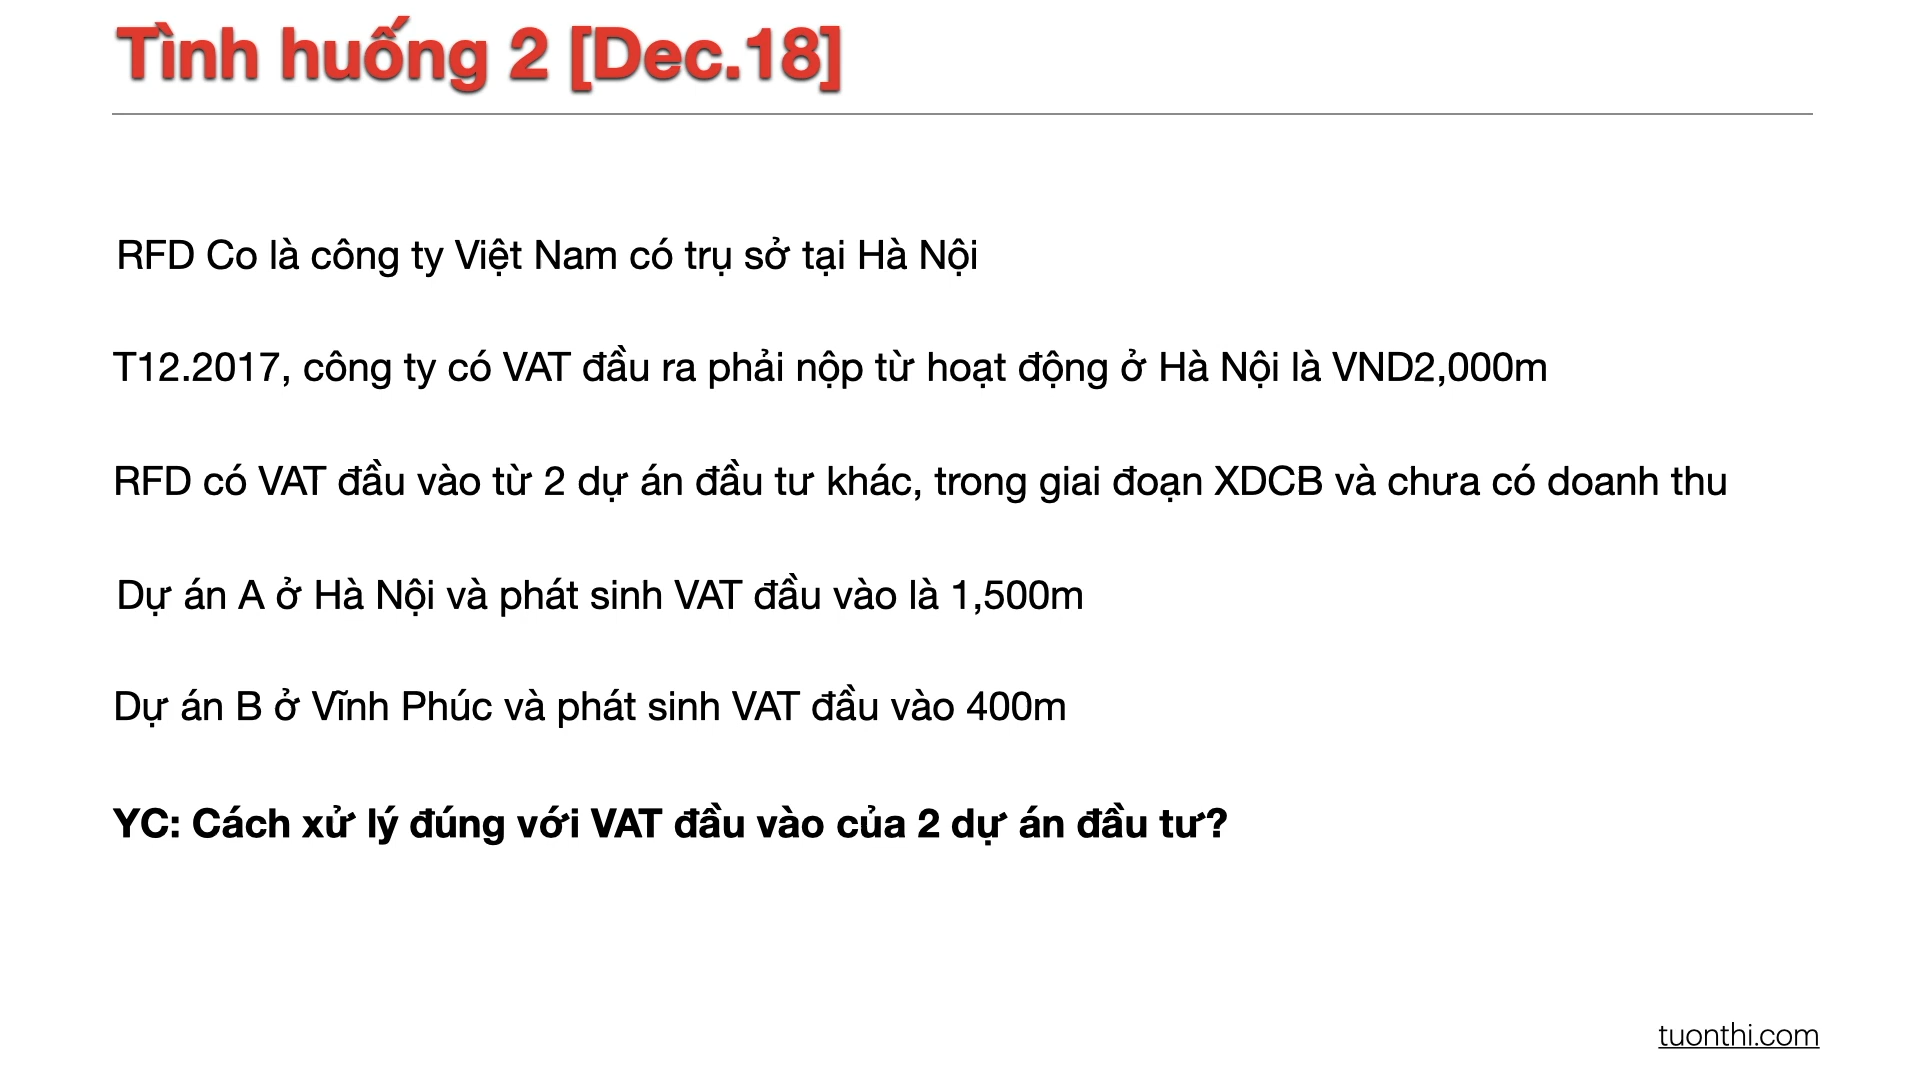 Tình huống 2 [Dec.18]
RFD Co là công ty Việt Nam có trụ sở tại Hà Nội
T12.2017, công ty có VAT đầu ra phải nộp từ hoạt động ở Hà Nội là VND2,000m
RFD có VAT đầu vào từ 2 dự án đầu tư khác, trong giai đoạn XDCB và chưa có doanh thu
Dự án A ở Hà Nội và phát sinh VAT đầu vào là 1,500m
Dự án B ở Vĩnh Phúc và phát sinh VAT đầu vào 400m
YC: Cách xử lý đúng với VAT đầu vào của 2 dự án đầu tư?
tuonthi.com